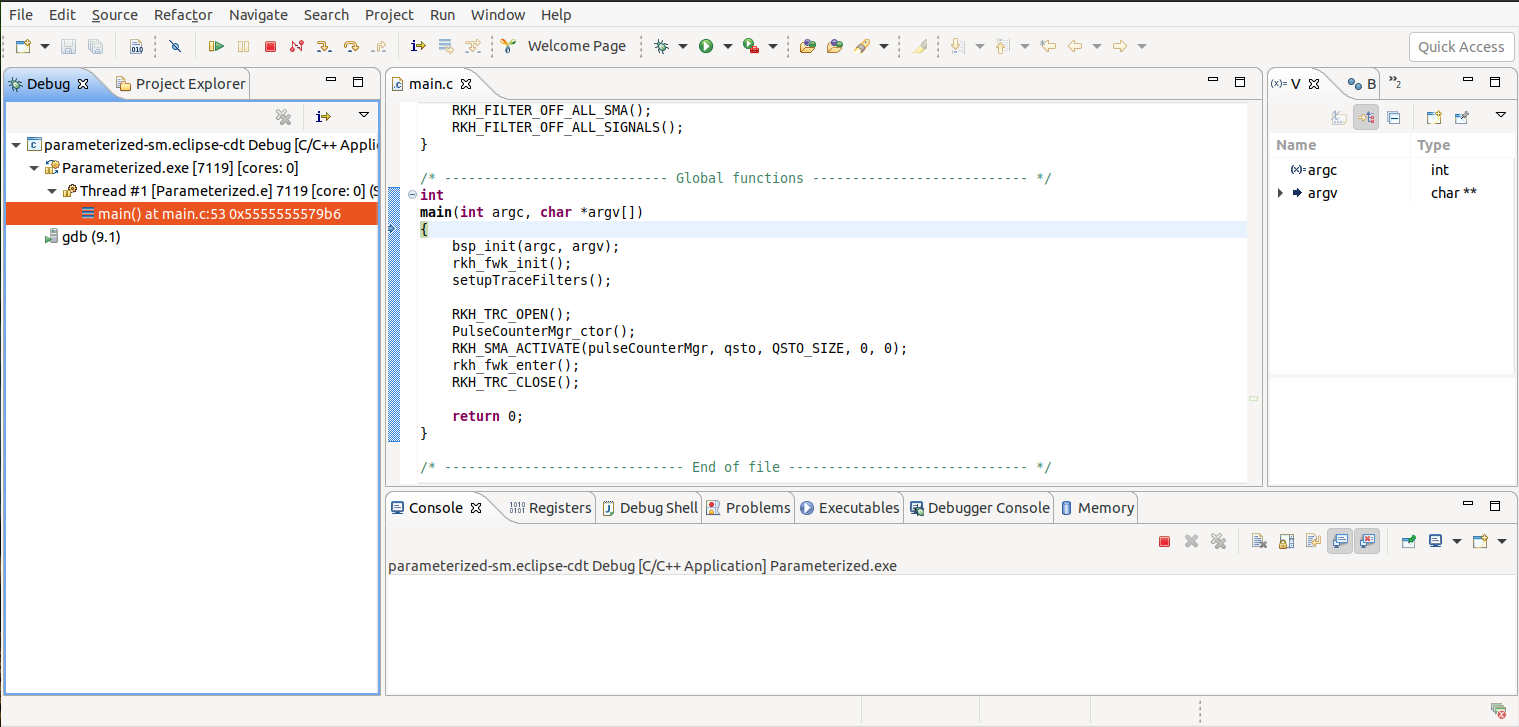 File Edit Source Refactor Navigate Search Project Run Window Help
Welcome Page
Quick Access
Debug
Project Explorer
parameterized-sm.eclipse-cdt Debug [C/C++ Appli
Parameterized.exe [7119] [cores: 0]
Thread #1 [Parameterized.e] 7119 [core: 0] (S
main() at main.c:53 0x5555555579b6
gdb (9.1)
main.c
RKH_FILTER_OFF_ALL_SMA();
RKH_FILTER_OFF_ALL_SIGNALS();
}
/* ---------------------------- Global functions --------------------------- */
int
main(int argc, char *argv[])
{
bsp_init(argc, argv);
rkh_fwk_init();
setupTraceFilters();
RKH_TRC_OPEN();
PulseCounterMgr_ctor();
RKH_SMA_ACTIVATE(pulseCounterMgr, qsto, QSTO_SIZE, 0, 0);
rkh_fwk_enter();
RKH_TRC_CLOSE();
return 0;
}
/* ------------------------------ End of file ------------------------------ */
(x)= V
B
»2
Name Type
(x)= argc int
argv char **
Console
Registers
Debug Shell
Problems
Executables
Debugger Console
Memory
parameterized-sm.eclipse-cdt Debug [C/C++ Application] Parameterized.exe